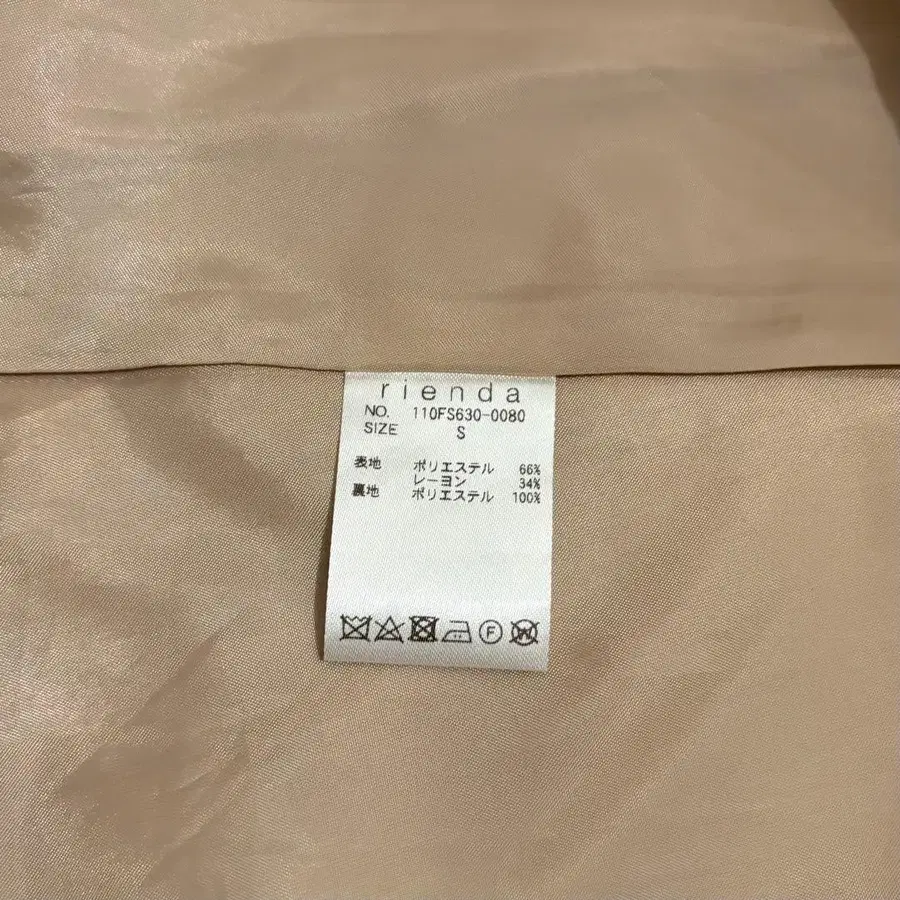 rienda
NO. 110FS630-0080
SIZE S
表地 ポリエステル 66%
レーヨン 34%
裏地 ポリエステル 100%
F W